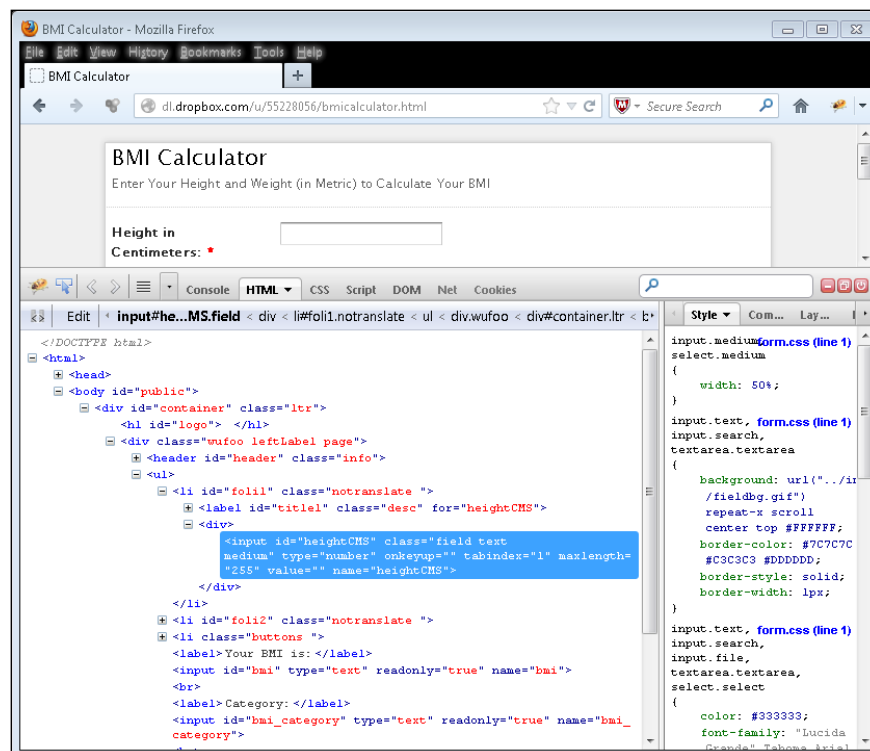 BMI Calculator - Mozilla Firefox
File Edit View History Bookmarks Tools Help
BMI Calculator
dl.dropbox.com/u/55228056/bmicalculator.html
Secure Search
BMI Calculator
Enter Your Height and Weight (in Metric) to Calculate Your BMI
Height in
Centimeters: *
Console HTML CSS Script DOM Net Cookies
Edit input#he...MS.field < div < li#foli1.notranslate < ul < div.wufoo < div#container.ltr < b
<!DOCTYPE html>
<html>
<head>
<body id="public">
<div id="container" class="ltr">
<h1 id="logo"> </h1>
<div class="wufoo leftLabel page">
<header id="header" class="info">
<ul>
<li id="foli1" class="notranslate ">
<label id="title1" class="desc" for="heightCMS">
<div>
<input id="heightCMS" class="field text
medium" type="number" onkeyup="" tabindex="1" maxlength=
"255" value="" name="heightCMS">
</div>
</li>
<li id="foli2" class="notranslate ">
<li class="buttons ">
<label>Your BMI is:</label>
<input id="bmi" type="text" readonly="true" name="bmi">
<br>
<label>Category:</label>
<input id="bmi_category" type="text" readonly="true" name="bmi_
category">
Style Com... Lay...
input.medium, form.css (line 1)
select.medium
{
width: 50%;
}
input.text, form.css (line 1)
input.search,
textarea.textarea
{
background: url("../in
/fieldbg.gif")
repeat-x scroll
center top #FFFFFF;
border-color: #7C7C7C
#C3C3C3 #DDDDDD;
border-style: solid;
border-width: 1px;
}
input.text, form.css (line 1)
input.search,
input.file,
textarea.textarea,
select.select
{
color: #333333;
font-family: "Lucida
Grande",Tahoma,Arial